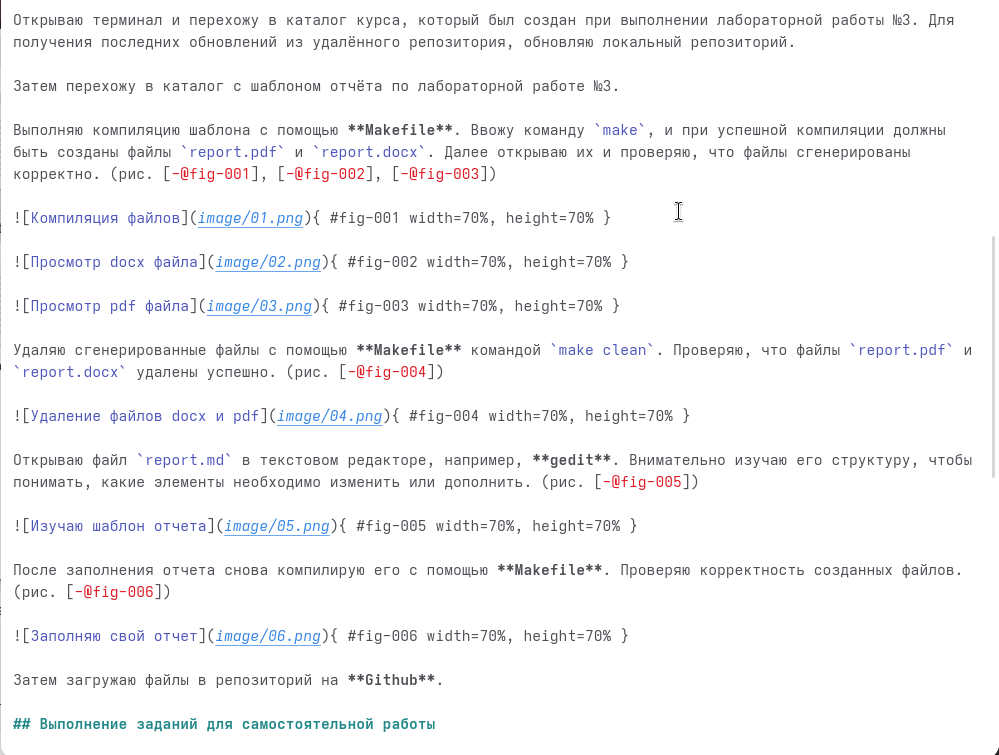 Открываю терминал и перехожу в каталог курса, который был создан при выполнении лабораторной работы №3. Для
получения последних обновлений из удалённого репозитория, обновляю локальный репозиторий.
Затем перехожу в каталог с шаблоном отчёта по лабораторной работе №3.
Выполняю компиляцию шаблона с помощью **Makefile**. Ввожу команду `make`, и при успешной компиляции должны
быть созданы файлы `report.pdf` и `report.docx`. Далее открываю их и проверяю, что файлы сгенерированы
корректно. (рис. [-@fig-001], [-@fig-002], [-@fig-003])
![Компиляция файлов](image/01.png){ #fig-001 width=70%, height=70% }
![Просмотр docx файла](image/02.png){ #fig-002 width=70%, height=70% }
![Просмотр pdf файла](image/03.png){ #fig-003 width=70%, height=70% }
Удаляю сгенерированные файлы с помощью **Makefile** командой `make clean`. Проверяю, что файлы `report.pdf` и
`report.docx` удалены успешно. (рис. [-@fig-004])
![Удаление файлов docx и pdf](image/04.png){ #fig-004 width=70%, height=70% }
Открываю файл `report.md` в текстовом редакторе, например, **gedit**. Внимательно изучаю его структуру, чтобы
понимать, какие элементы необходимо изменить или дополнить. (рис. [-@fig-005])
![Изучаю шаблон отчета](image/05.png){ #fig-005 width=70%, height=70% }
После заполнения отчета снова компилирую его с помощью **Makefile**. Проверяю корректность созданных файлов.
(рис. [-@fig-006])
![Заполняю свой отчет](image/06.png){ #fig-006 width=70%, height=70% }
Затем загружаю файлы в репозиторий на **Github**.
## Выполнение заданий для самостоятельной работы